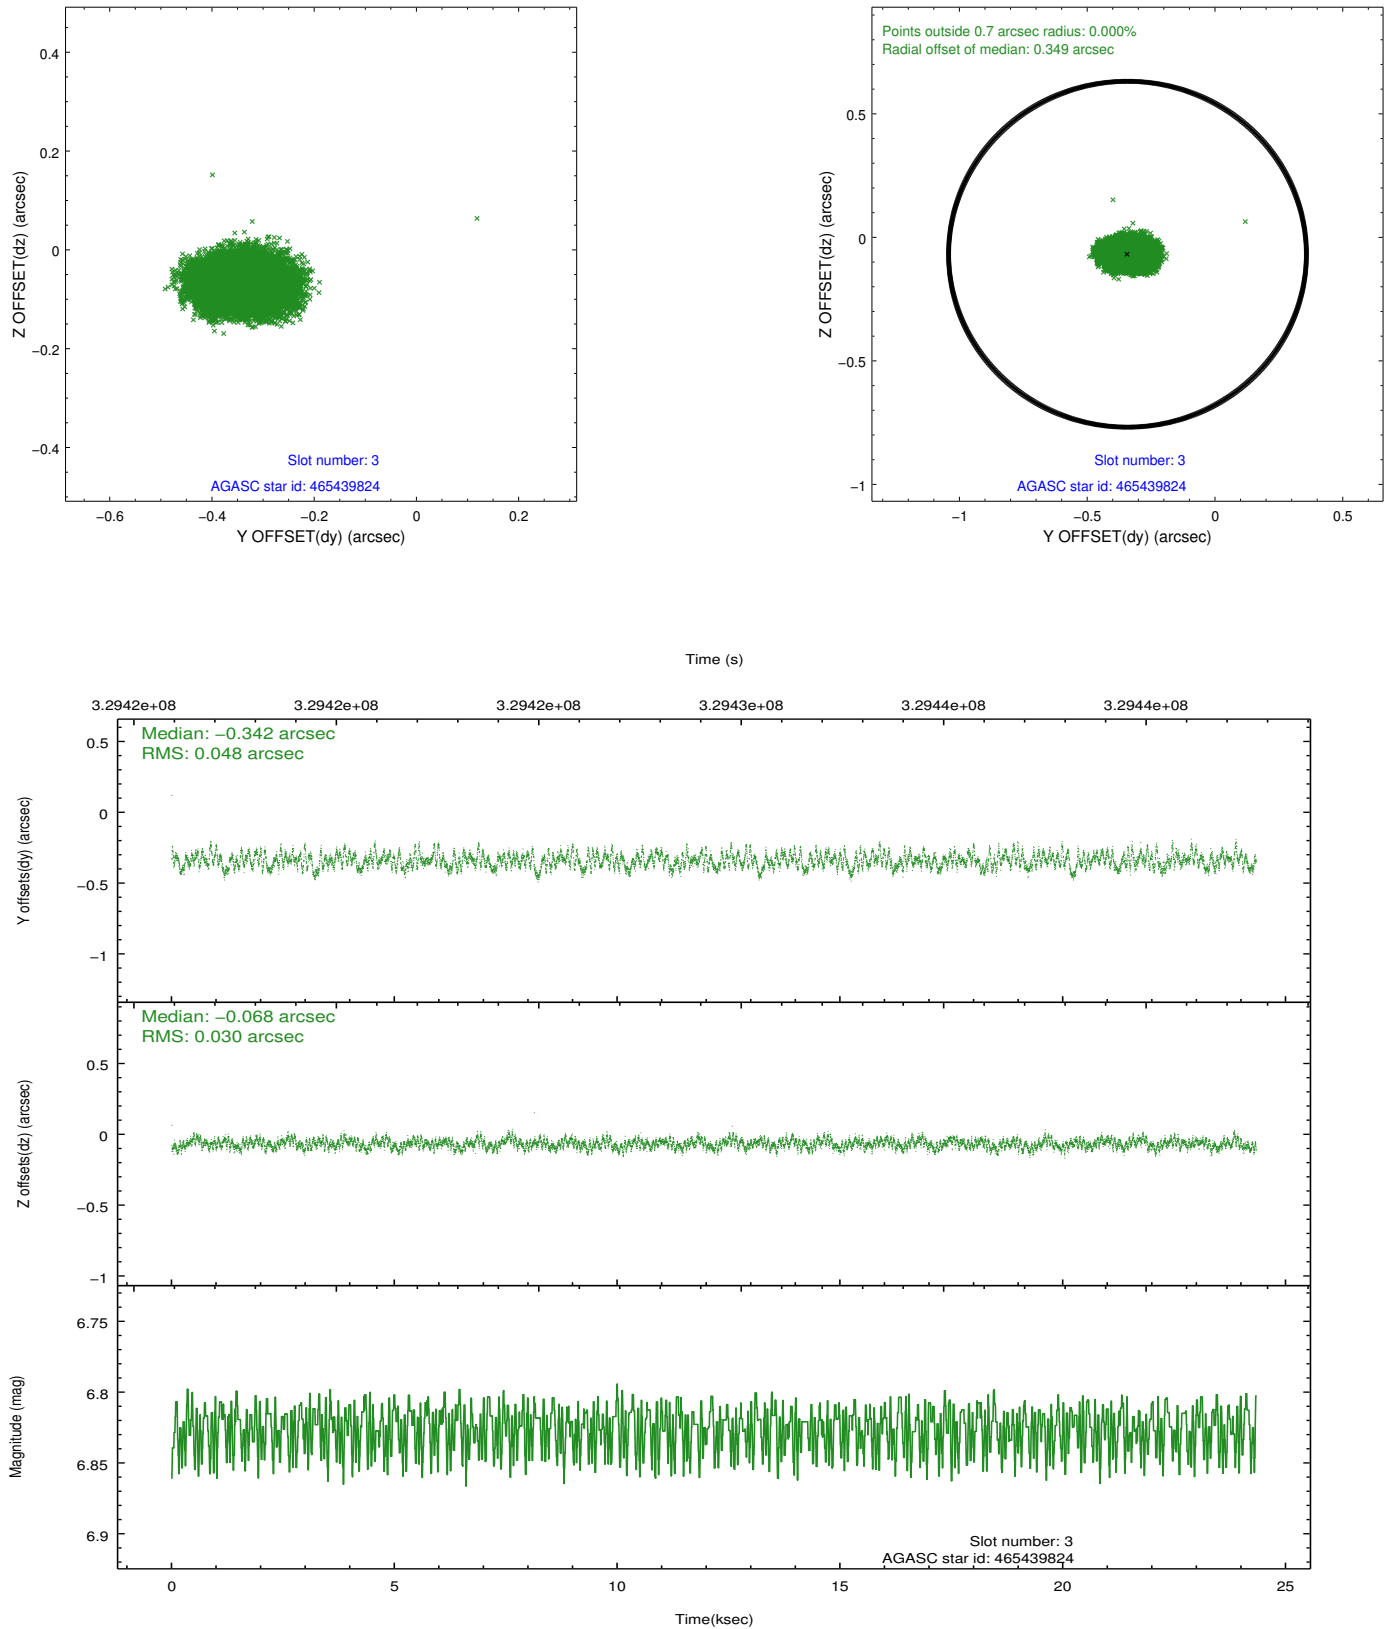 0.4
0.2
0
−0.2
−0.4
Z OFFSET(dz) (arcsec)
Slot number: 3
AGASC star id: 465439824
−0.6
−0.4
−0.2
0
0.2
Y OFFSET(dy) (arcsec)
Points outside 0.7 arcsec radius: 0.000%
Radial offset of median: 0.349 arcsec
0.5
0
−0.5
−1
Z OFFSET(dz) (arcsec)
Slot number: 3
AGASC star id: 465439824
−1
−0.5
0
0.5
Y OFFSET(dy) (arcsec)
Time (s)
3.2942e+08
3.2942e+08
3.2942e+08
3.2943e+08
3.2944e+08
3.2944e+08
Median: −0.342 arcsec
RMS: 0.048 arcsec
0.5
0
−0.5
−1
Y offsets(dy) (arcsec)
Median: −0.068 arcsec
RMS: 0.030 arcsec
0.5
0
−0.5
−1
Z offsets(dz) (arcsec)
6.75
6.8
6.85
6.9
Magnitude (mag)
Slot number: 3
AGASC star id: 465439824
0
5
10
15
20
25
Time(ksec)